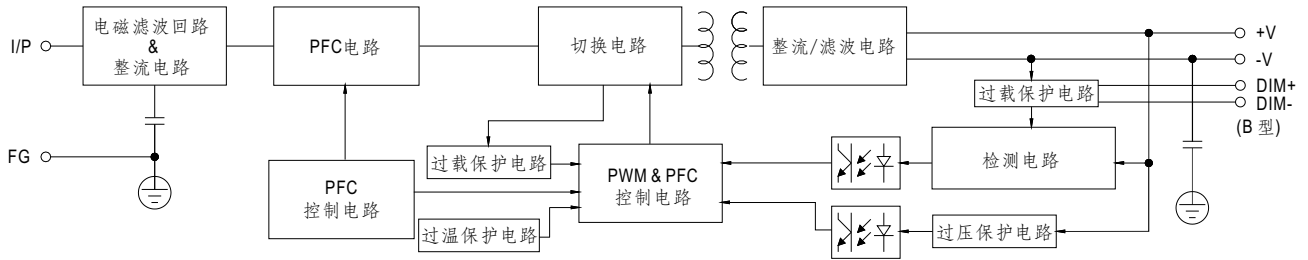 I/P
电磁滤波回路
&
整流电路
PFC电路
切换电路
整流/滤波电路
+V
-V
DIM+
DIM-
(B 型)
过载保护电路
FG
过载保护电路
PFC
控制电路
PWM & PFC
控制电路
检测电路
过温保护电路
过压保护电路